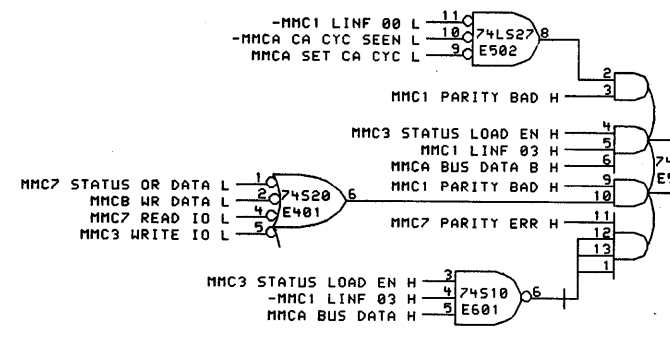 -MMC1 LINF 00 L 11
-MMCA CA CYC SEEN L 10 74LS27 8
MMCA SET CA CYC L 9 E502
2
MMC1 PARITY BAD H 3
MMC3 STATUS LOAD EN H 4
MMC1 LINF 03 H 5
MMCA BUS DATA B H 6 74
MMC7 STATUS OR DATA L 1 MMC1 PARITY BAD H 9
MMCB WR DATA L 2 74S20 6 10
MMC7 READ IO L 4 E401
MMC7 PARITY ERR H 11
MMC3 WRITE IO L 5 12
13
1
MMC3 STATUS LOAD EN H 3
-MMC1 LINF 03 H 4 74S10 6
MMCA BUS DATA H 5 E601